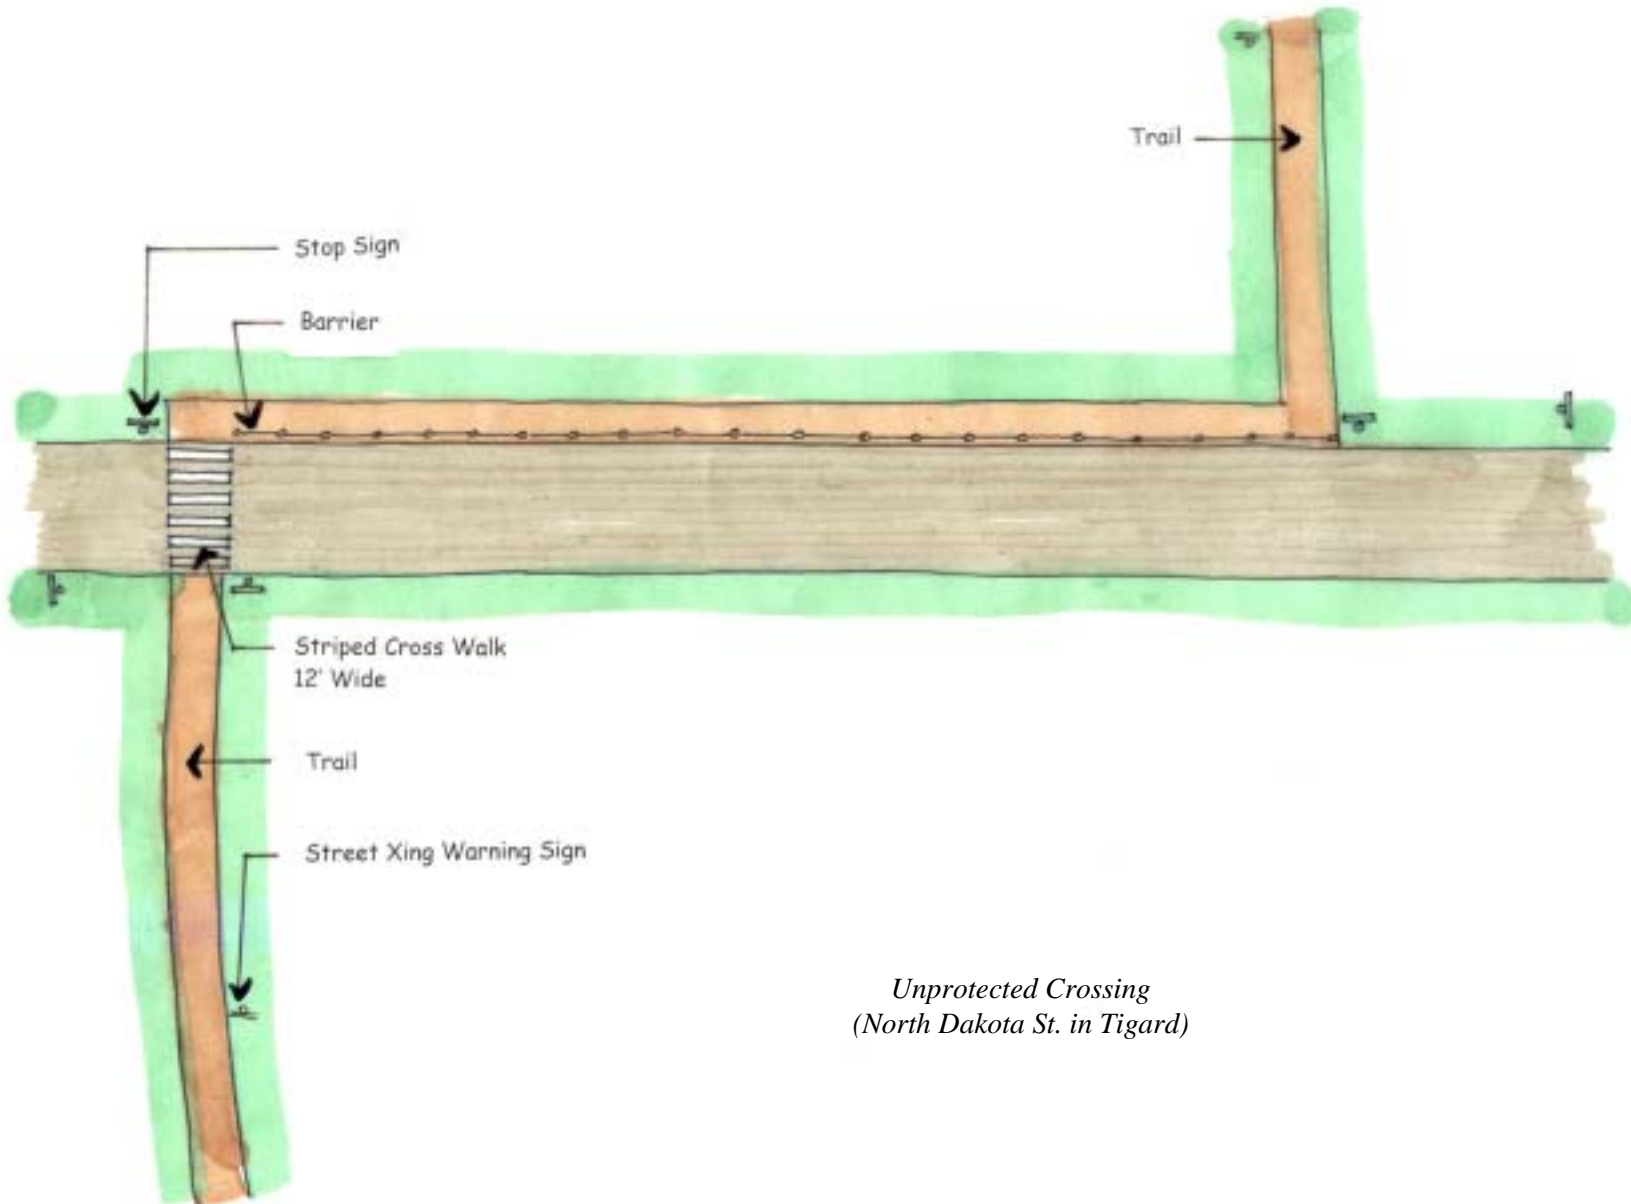 Trail
Stop Sign
Barrier
Striped Cross Walk
12' Wide
Trail
Street Xing Warning Sign
Unprotected Crossing
(North Dakota St. in Tigard)